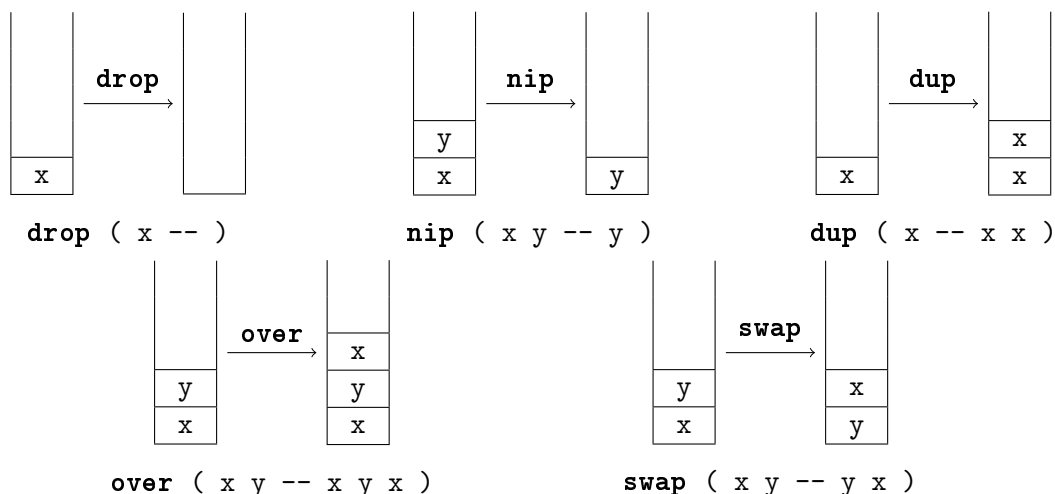 drop nip dup
y x
x x y x x
drop ( x -- ) nip ( x y -- y ) dup ( x -- x x )
over swap
x
y y y x
x x x y
over ( x y -- x y x ) swap ( x y -- y x )